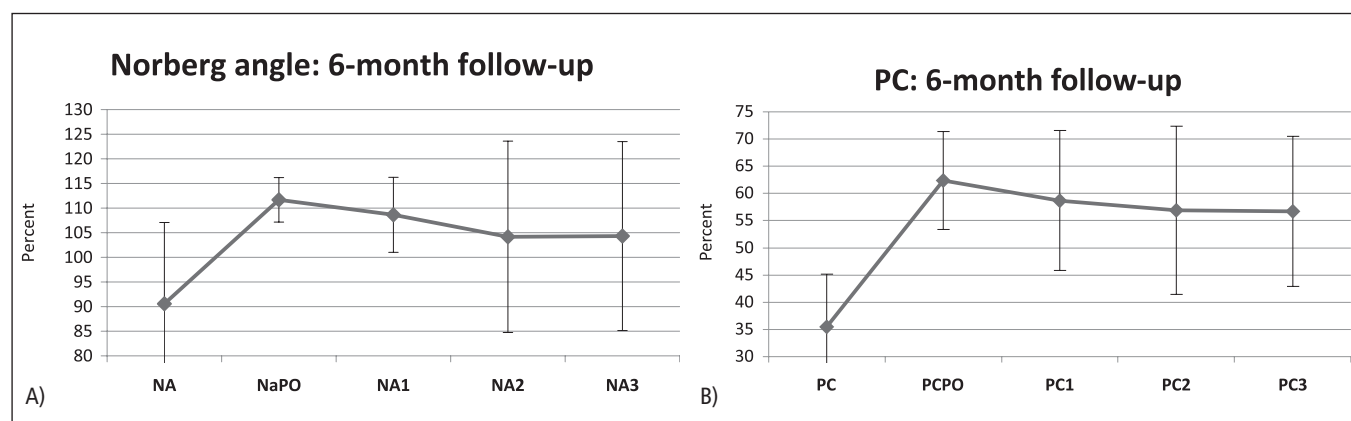 Norberg angle: 6-month follow-up
130
125
120
115
110
105
100
95
90
85
80
Percent
NA NaPO NA1 NA2 NA3
A)
PC: 6-month follow-up
75
70
65
60
55
50
45
40
35
30
Percent
PC PCPO PC1 PC2 PC3
B)